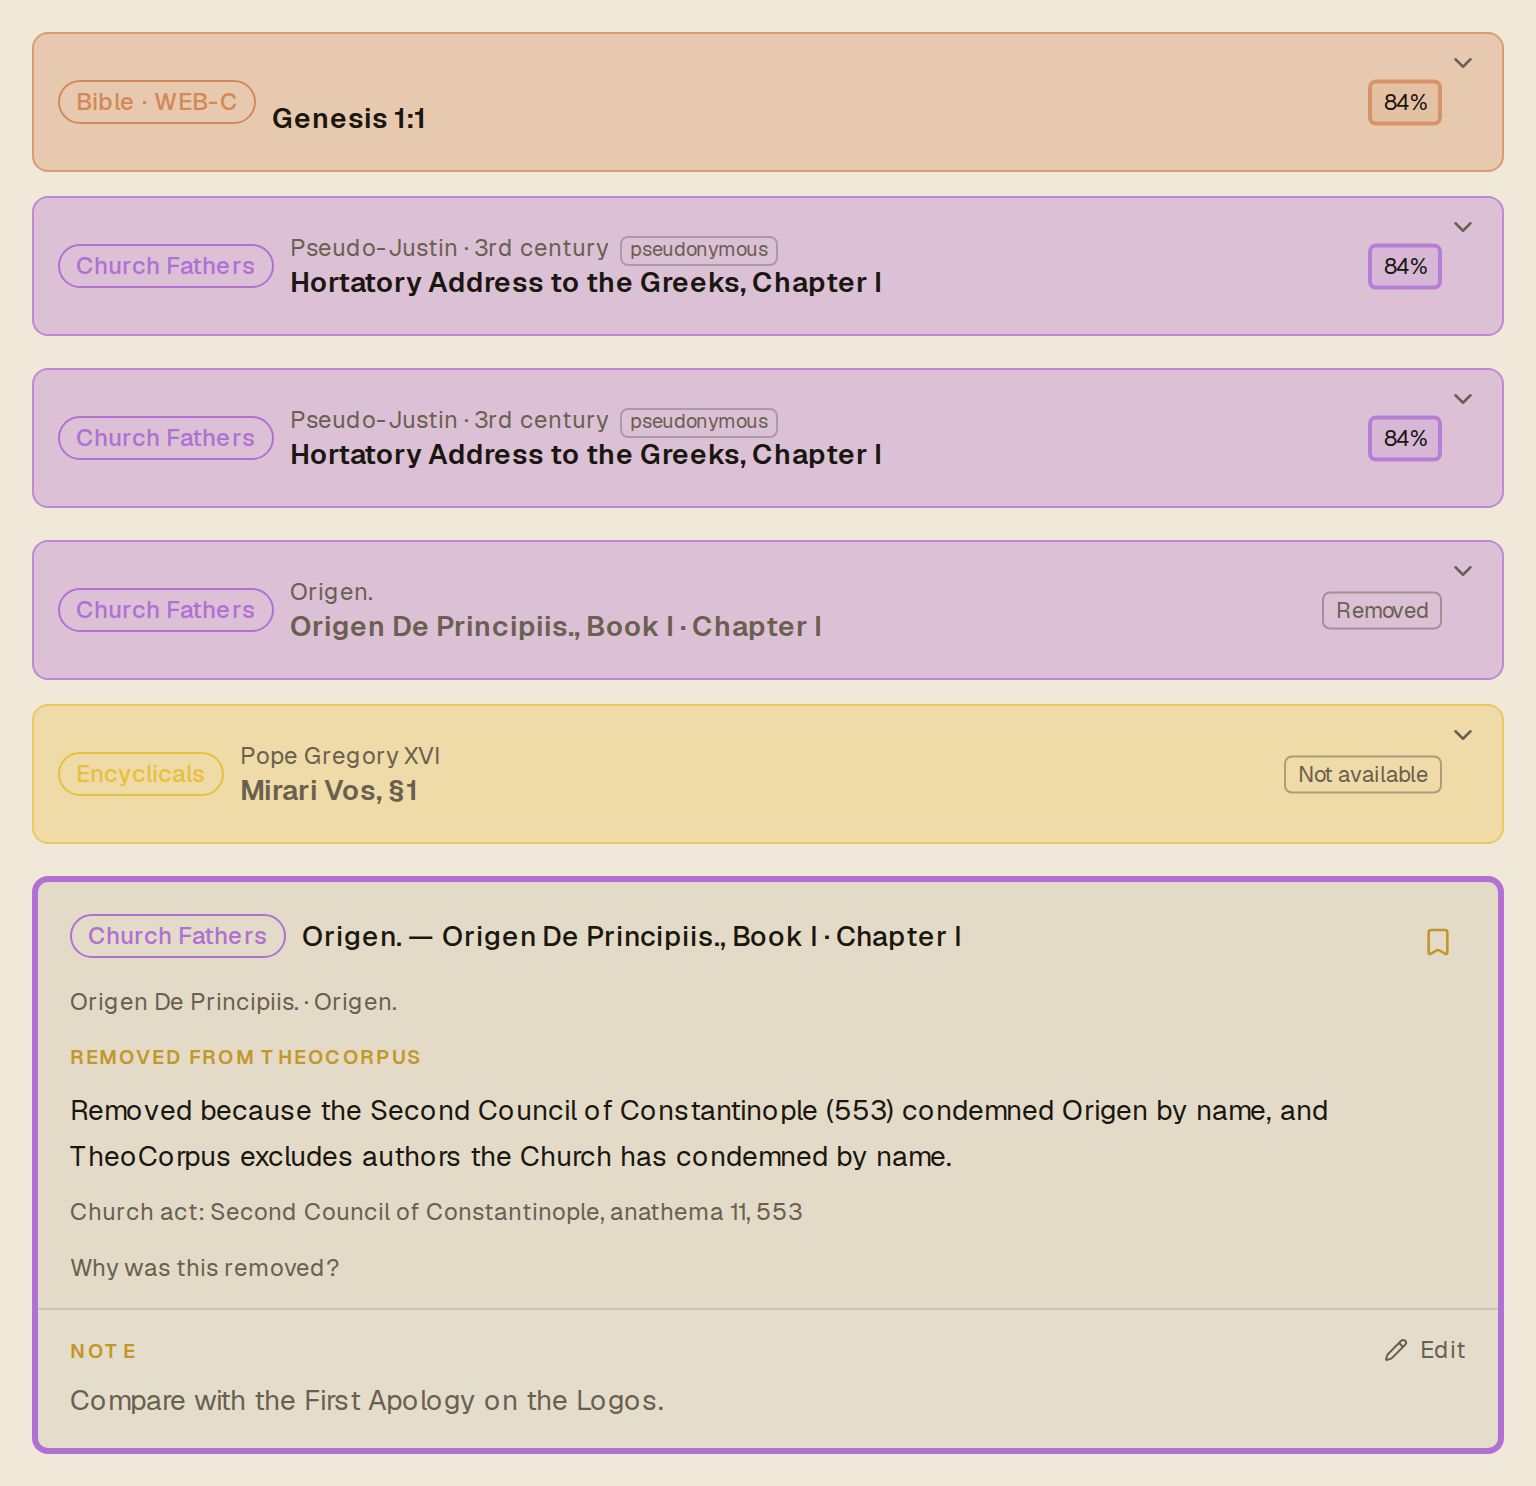 Bible · WEB-C
Genesis 1:1
84%
Church Fathers
Pseudo-Justin · 3rd century pseudonymous
Hortatory Address to the Greeks, Chapter I
84%
Church Fathers
Pseudo-Justin · 3rd century pseudonymous
Hortatory Address to the Greeks, Chapter I
84%
Church Fathers
Origen.
Origen De Principiis., Book I · Chapter I
Removed
Encyclicals
Pope Gregory XVI
Mirari Vos, §1
Not available
Church Fathers Origen. — Origen De Principiis., Book I · Chapter I
Origen De Principiis. · Origen.
REMOVED FROM THEOCORPUS
Removed because the Second Council of Constantinople (553) condemned Origen by name, and
TheoCorpus excludes authors the Church has condemned by name.
Church act: Second Council of Constantinople, anathema 11, 553
Why was this removed?
NOTE
Edit
Compare with the First Apology on the Logos.